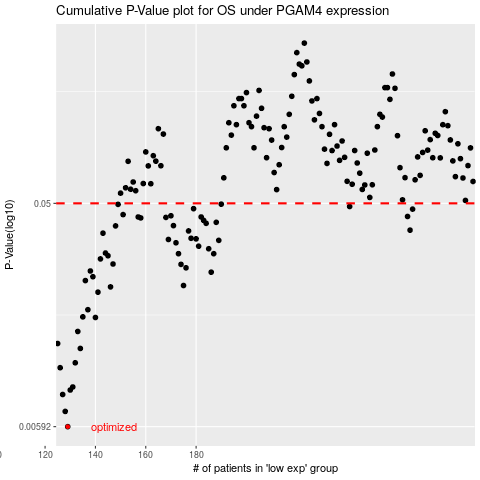 Cumulative P-Value plot for OS under PGAM4 expression
P-Value(log10)
0.05
0.00592
optimized
0 120 140 160 180
# of patients in 'low exp' group